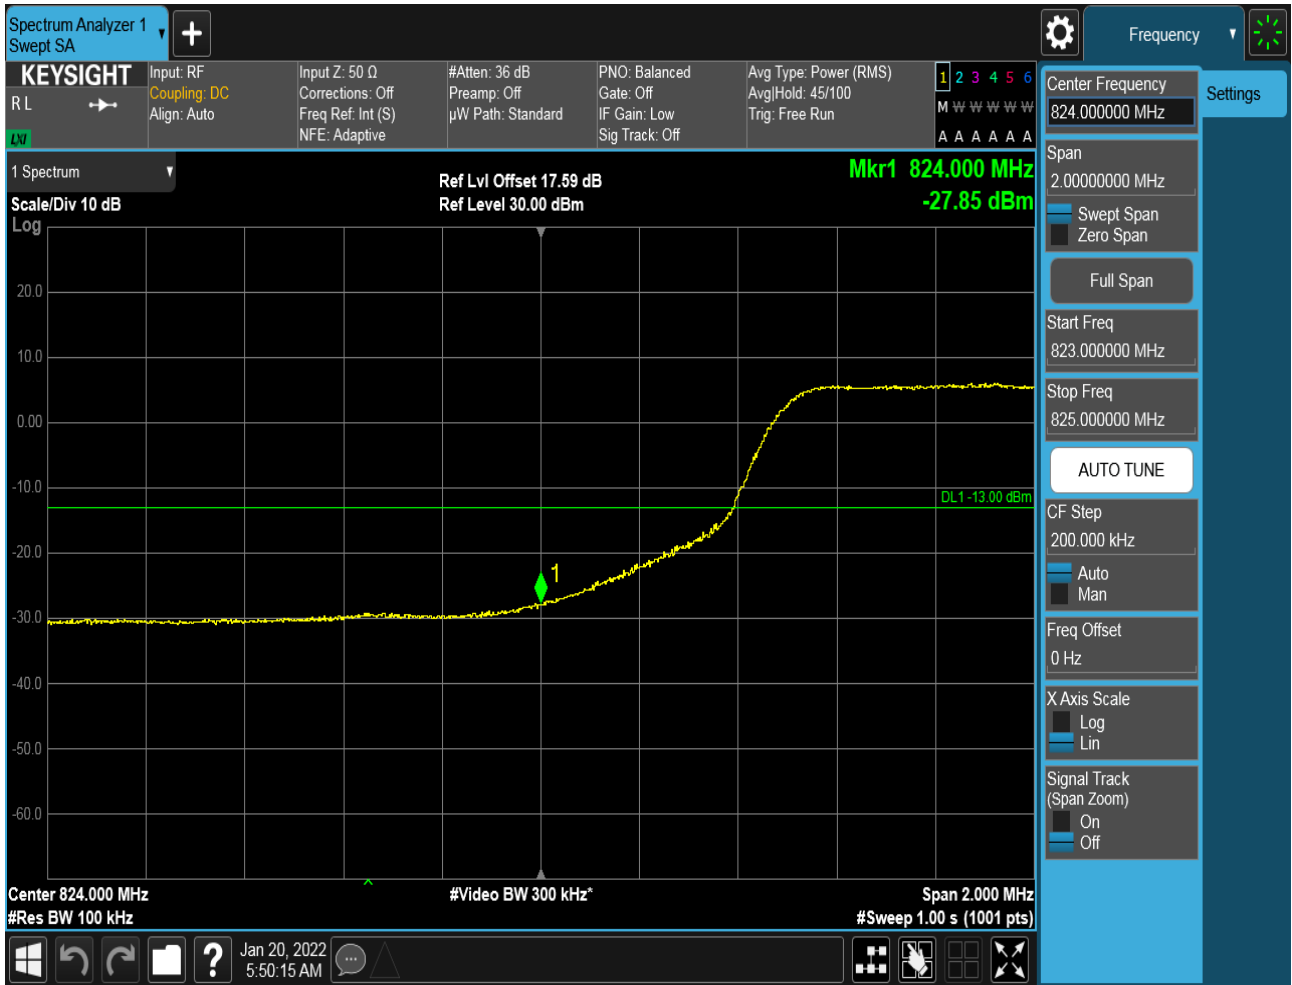 Spectrum Analyzer 1
Swept SA
Frequency
KEYSIGHT
R L
LXI
Input: RF
Coupling: DC
Align: Auto
Input Z: 50 Ω
Corrections: Off
Freq Ref: Int (S)
NFE: Adaptive
#Atten: 36 dB
Preamp: Off
µW Path: Standard
PNO: Balanced
Gate: Off
IF Gain: Low
Sig Track: Off
Avg Type: Power (RMS)
Avg|Hold: 45/100
Trig: Free Run
1 2 3 4 5 6
M W W W W W
A A A A A A
1 Spectrum
Scale/Div 10 dB
Log
Ref Lvl Offset 17.59 dB
Ref Level 30.00 dBm
Mkr1 824.000 MHz
-27.85 dBm
20.0
10.0
0.00
-10.0
-20.0
-30.0
-40.0
-50.0
-60.0
DL1 -13.00 dBm
1
Center 824.000 MHz
#Res BW 100 kHz
#Video BW 300 kHz*
Span 2.000 MHz
#Sweep 1.00 s (1001 pts)
Jan 20, 2022
5:50:15 AM
Settings
Center Frequency
824.000000 MHz
Span
2.00000000 MHz
Swept Span
Zero Span
Full Span
Start Freq
823.000000 MHz
Stop Freq
825.000000 MHz
AUTO TUNE
CF Step
200.000 kHz
Auto
Man
Freq Offset
0 Hz
X Axis Scale
Log
Lin
Signal Track
(Span Zoom)
On
Off